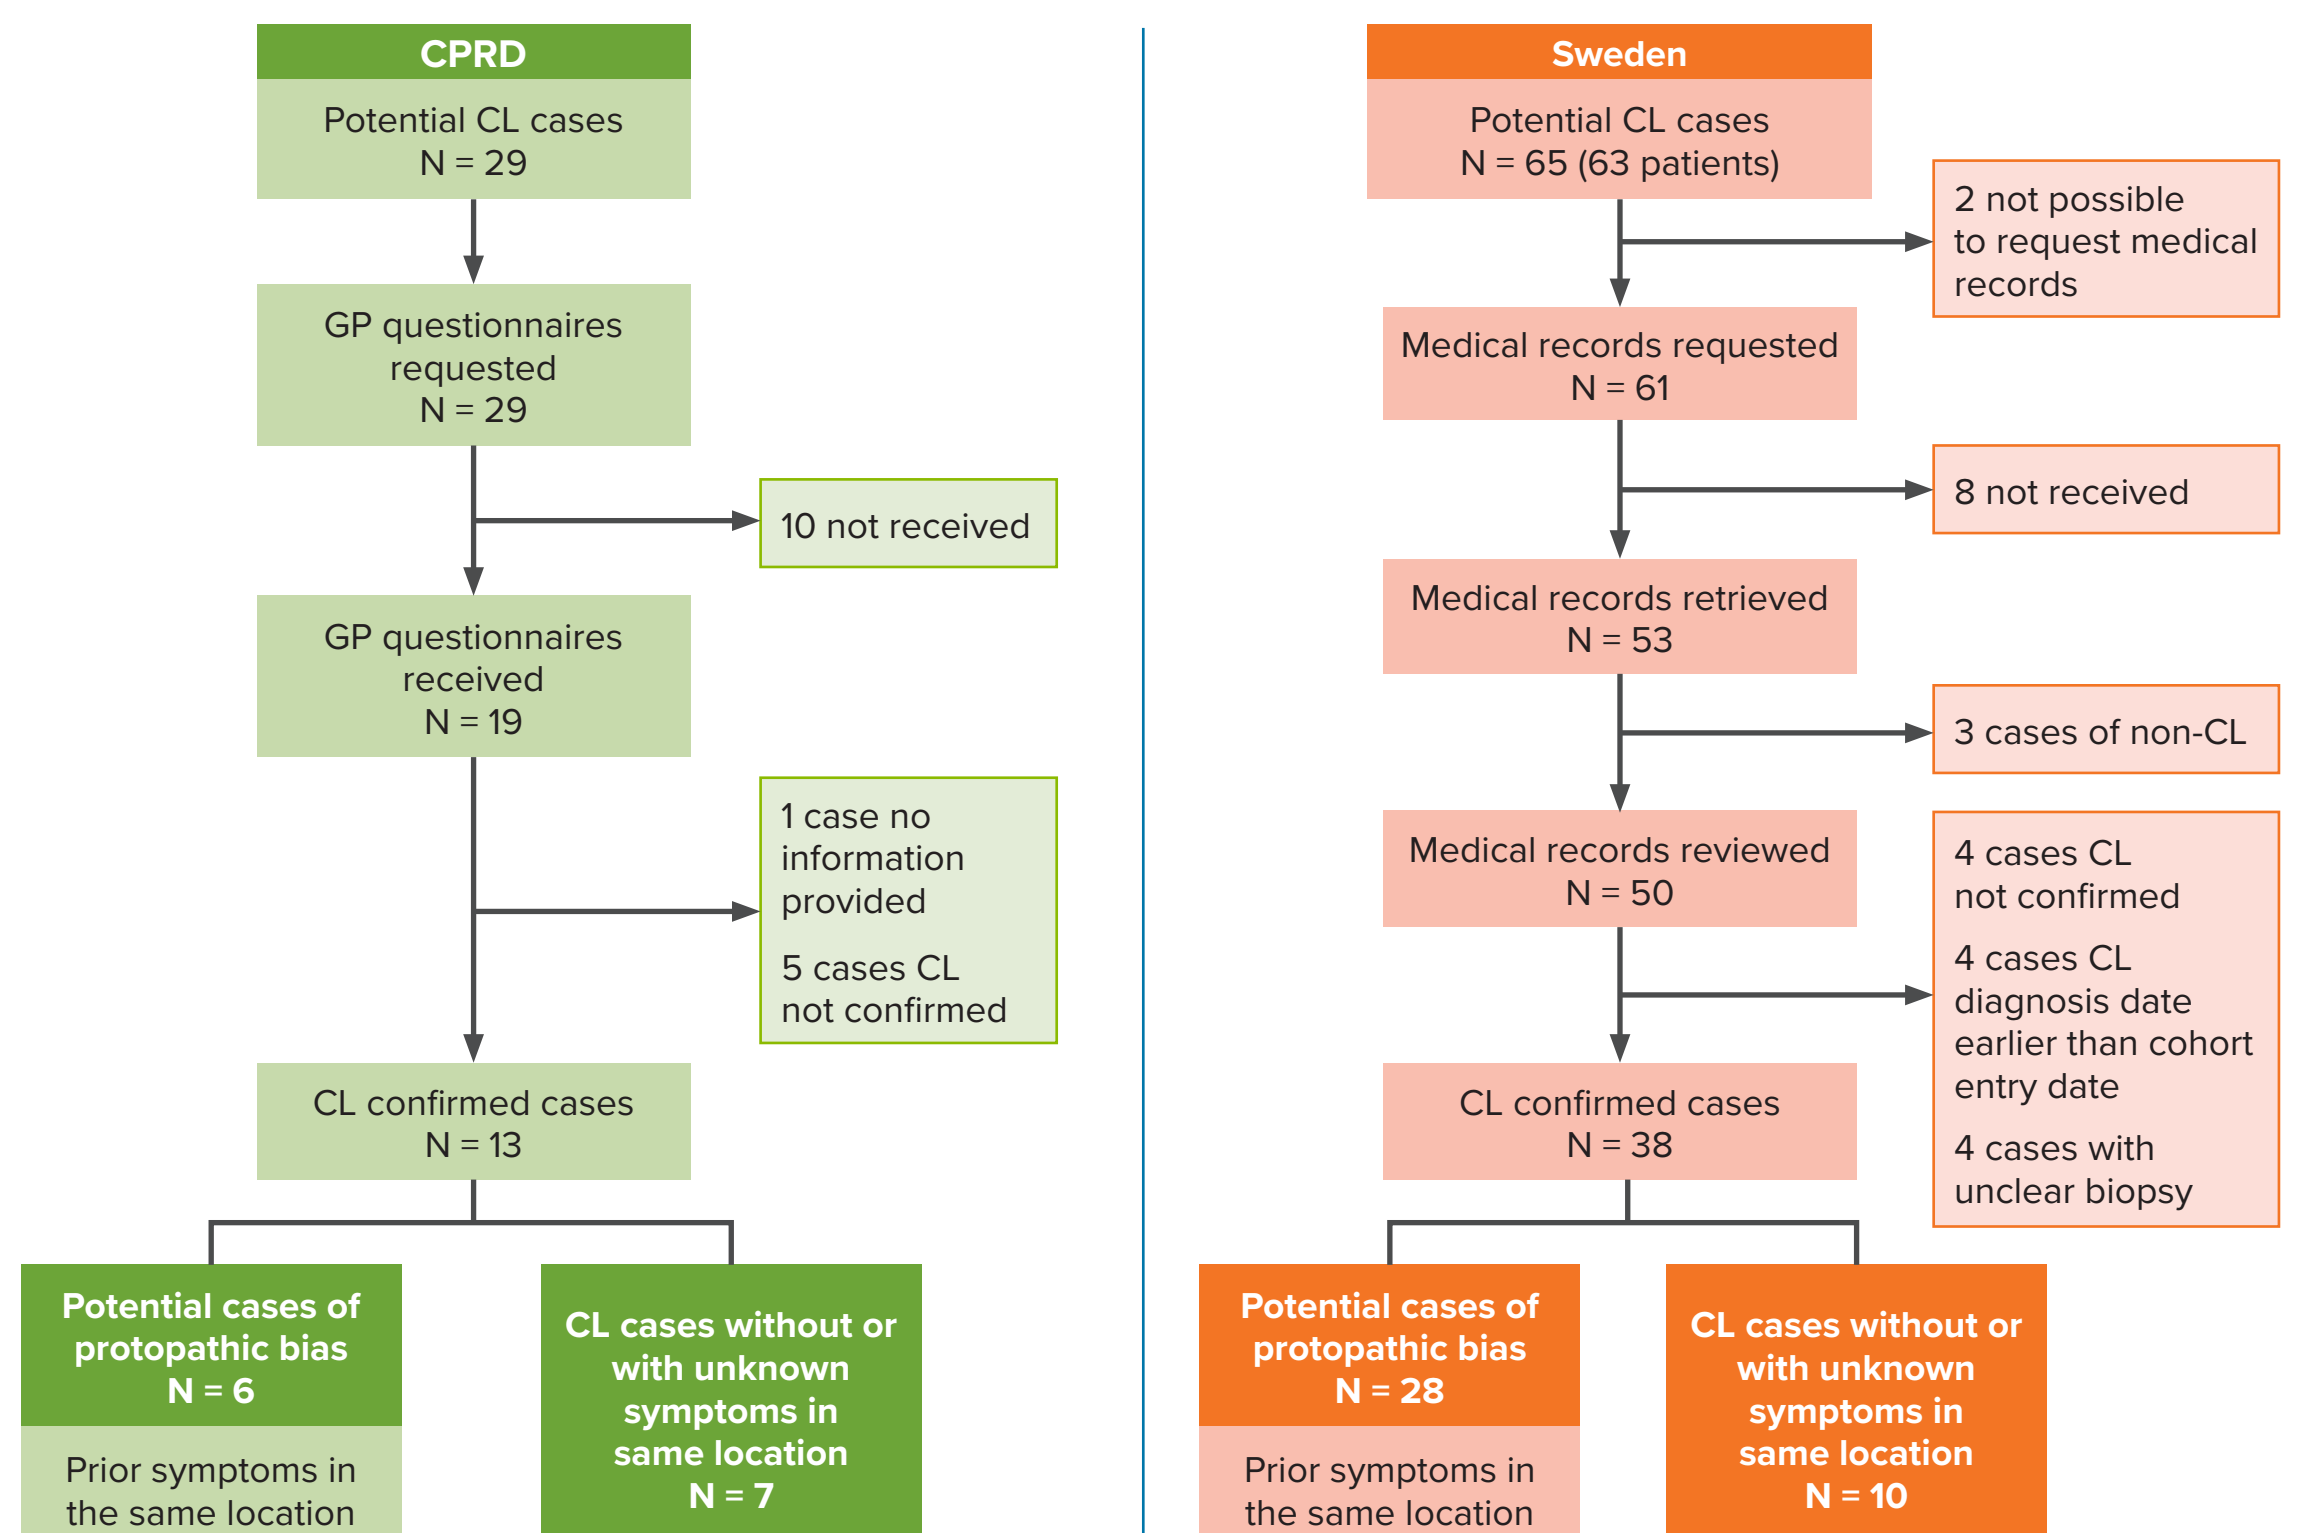 CPRD
Potential CL cases
N = 29
GP questionnaires
requested
N = 29
10 not received
GP questionnaires
received
N = 19
1 case no
information
provided
5 cases CL
not confirmed
CL confirmed cases
N = 13
Potential cases of
protopathic bias
N = 6
Prior symptoms in
the same location
CL cases without or
with unknown
symptoms in
same location
N = 7
Sweden
Potential CL cases
N = 65 (63 patients)
2 not possible
to request medical
records
Medical records requested
N = 61
8 not received
Medical records retrieved
N = 53
3 cases of non-CL
Medical records reviewed
N = 50
4 cases CL
not confirmed
4 cases CL
diagnosis date
earlier than cohort
entry date
4 cases with
unclear biopsy
CL confirmed cases
N = 38
Potential cases of
protopathic bias
N = 28
Prior symptoms in
the same location
CL cases without or
with unknown
symptoms in
same location
N = 10